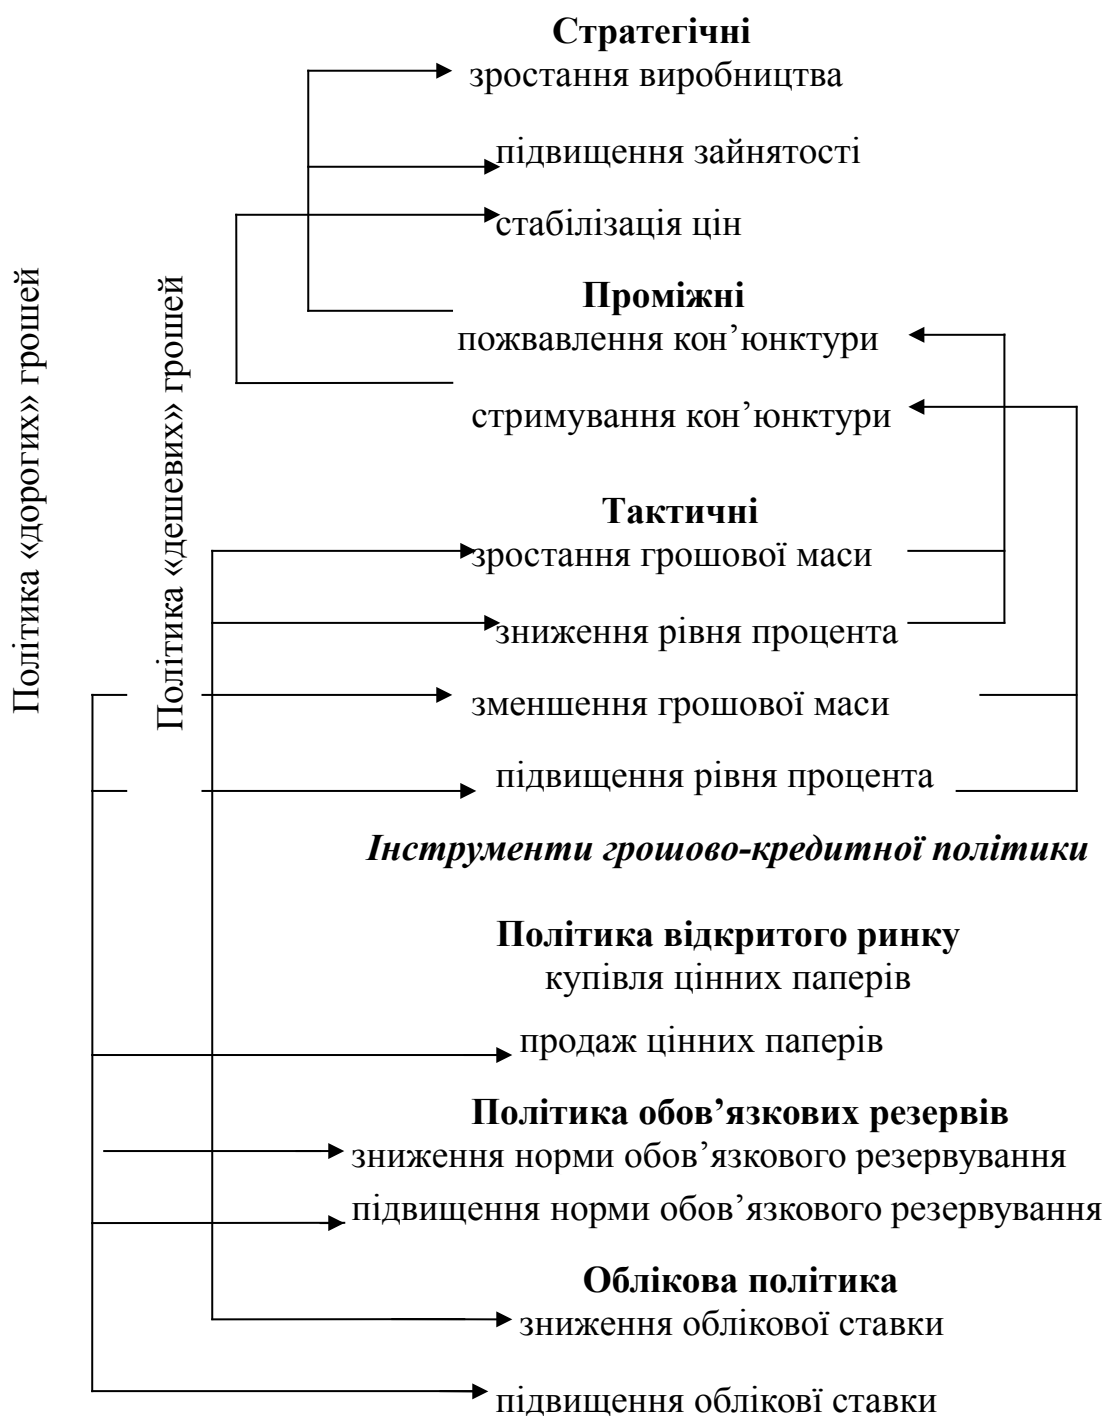 Стратегічні
зростання виробництва
підвищення зайнятості
стабілізація цін
Проміжні
пожвавлення кон’юнктури
стримування кон’юнктури
Політика «дорогих» грошей
Політика «дешевих» грошей
Тактичні
зростання грошової маси
зниження рівня процента
зменшення грошової маси
підвищення рівня процента
Інструменти грошово-кредитної політики
Політика відкритого ринку
купівля цінних паперів
продаж цінних паперів
Політика обов’язкових резервів
зниження норми обов’язкового резервування
підвищення норми обов’язкового резервування
Облікова політика
зниження облікової ставки
підвищення обліковї ставки